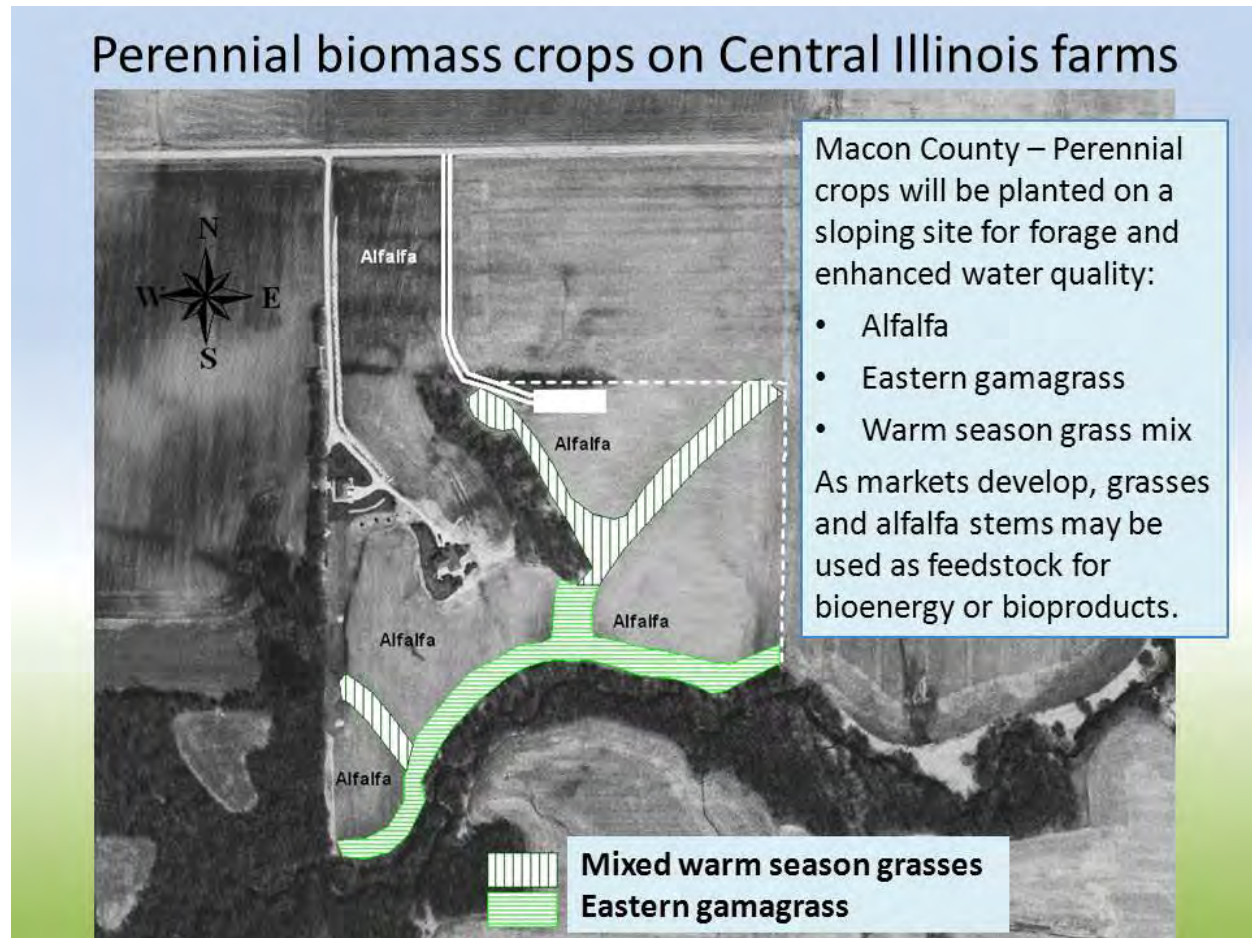 Perennial biomass crops on Central Illinois farms
Macon County – Perennial
crops will be planted on a
sloping site for forage and
enhanced water quality:
• Alfalfa
• Eastern gamagrass
• Warm season grass mix
As markets develop, grasses
and alfalfa stems may be
used as feedstock for
bioenergy or bioproducts.
N
W E
S
Alfalfa
Alfalfa
Alfalfa
Alfalfa
Alfalfa
Mixed warm season grasses
Eastern gamagrass